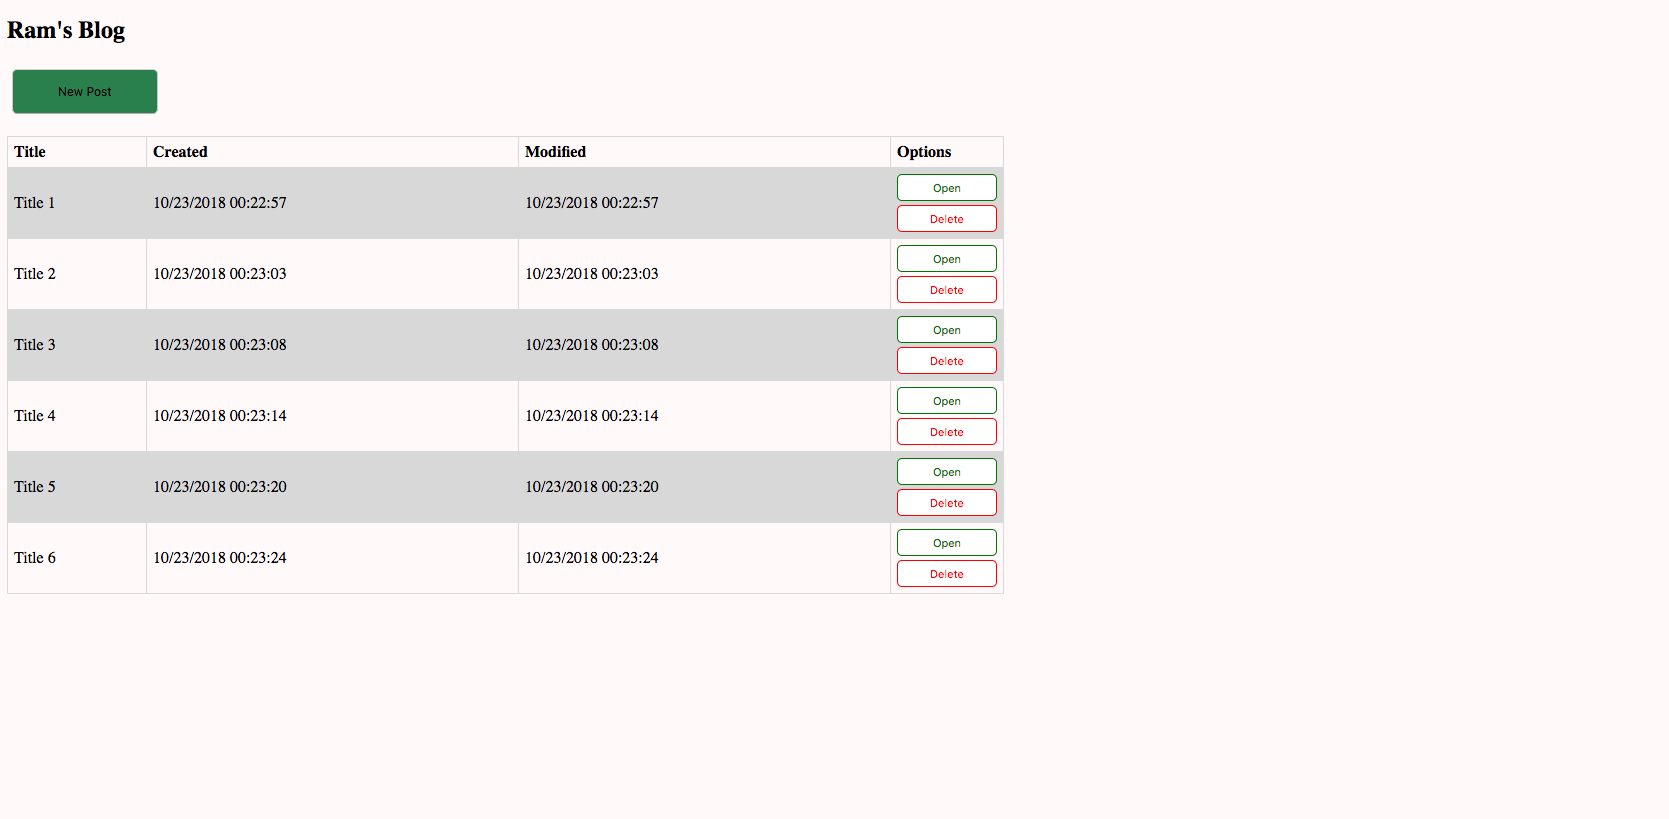 Ram's Blog
New Post
Title Created Modified Options
Title 1 10/23/2018 00:22:57 10/23/2018 00:22:57 Open
Delete
Title 2 10/23/2018 00:23:03 10/23/2018 00:23:03 Open
Delete
Title 3 10/23/2018 00:23:08 10/23/2018 00:23:08 Open
Delete
Title 4 10/23/2018 00:23:14 10/23/2018 00:23:14 Open
Delete
Title 5 10/23/2018 00:23:20 10/23/2018 00:23:20 Open
Delete
Title 6 10/23/2018 00:23:24 10/23/2018 00:23:24 Open
Delete